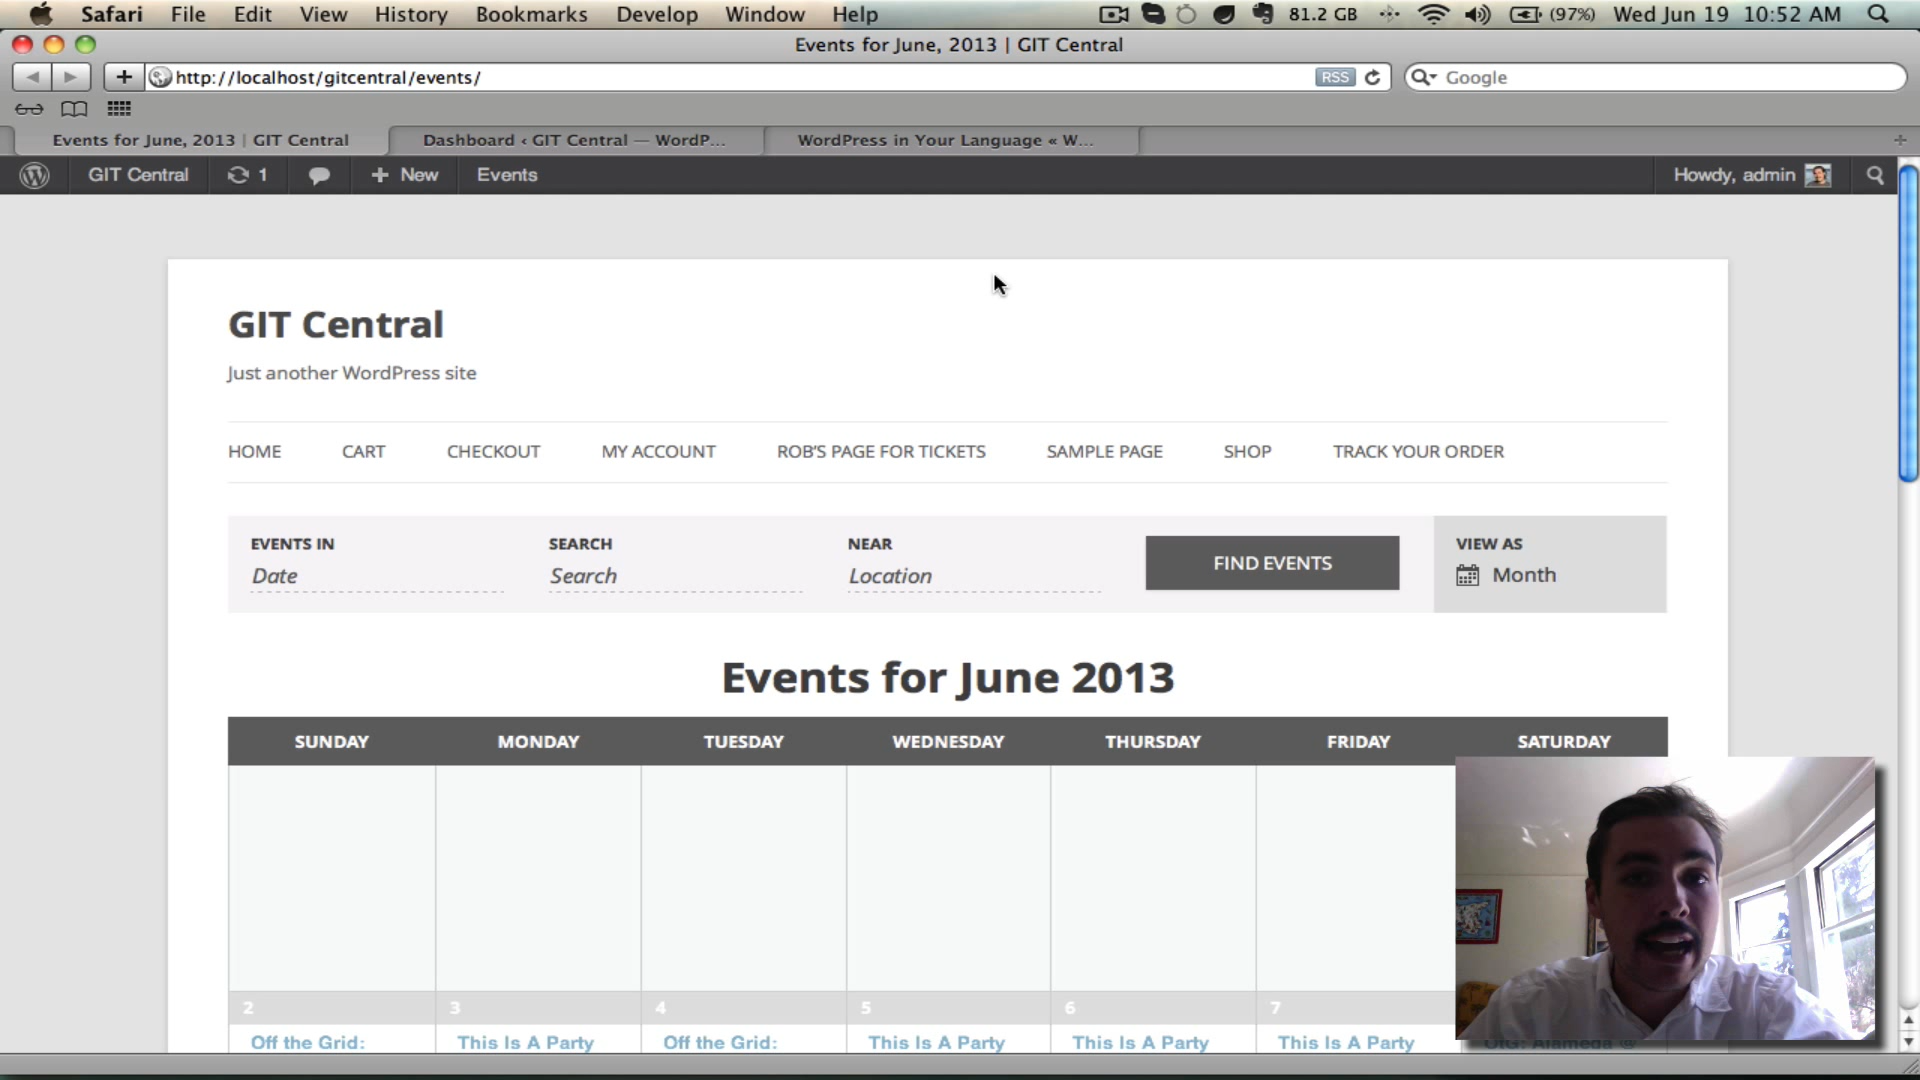 Safari File Edit View History Bookmarks Develop Window Help 81.2 GB (97%) Wed Jun 19 10:52 AM
Events for June, 2013 | GIT Central
http://localhost/gitcentral/events/ RSS Google
Events for June, 2013 | GIT Central Dashboard ‹ GIT Central — WordP... WordPress in Your Language « W...
GIT Central 1 + New Events Howdy, admin
GIT Central
Just another WordPress site
HOME CART CHECKOUT MY ACCOUNT ROB'S PAGE FOR TICKETS SAMPLE PAGE SHOP TRACK YOUR ORDER
EVENTS IN SEARCH NEAR VIEW AS
Date Search Location FIND EVENTS Month
Events for June 2013
SUNDAY MONDAY TUESDAY WEDNESDAY THURSDAY FRIDAY SATURDAY
2 3 4 5 6 7
Off the Grid: This Is A Party Off the Grid: This Is A Party This Is A Party This Is A Party OtG: Alameda @